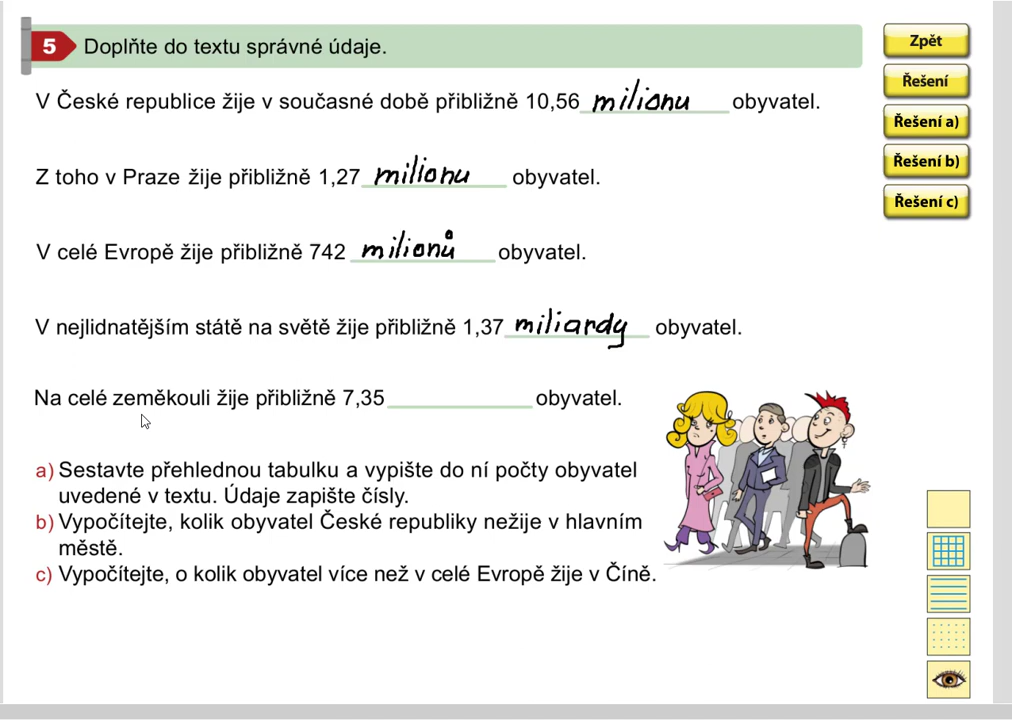 5 Doplňte do textu správné údaje.
Zpět
Řešení
Řešení a)
Řešení b)
Řešení c)
V České republice žije v současné době přibližně 10,56 milionu obyvatel.
Z toho v Praze žije přibližně 1,27 milionu obyvatel.
V celé Evropě žije přibližně 742 milionů obyvatel.
V nejlidnatějším státě na světě žije přibližně 1,37 miliardy obyvatel.
Na celé zeměkouli žije přibližně 7,35 obyvatel.
a) Sestavte přehlednou tabulku a vypište do ní počty obyvatel
uvedené v textu. Údaje zapište čísly.
b) Vypočítejte, kolik obyvatel České republiky nežije v hlavním
městě.
c) Vypočítejte, o kolik obyvatel více než v celé Evropě žije v Číně.